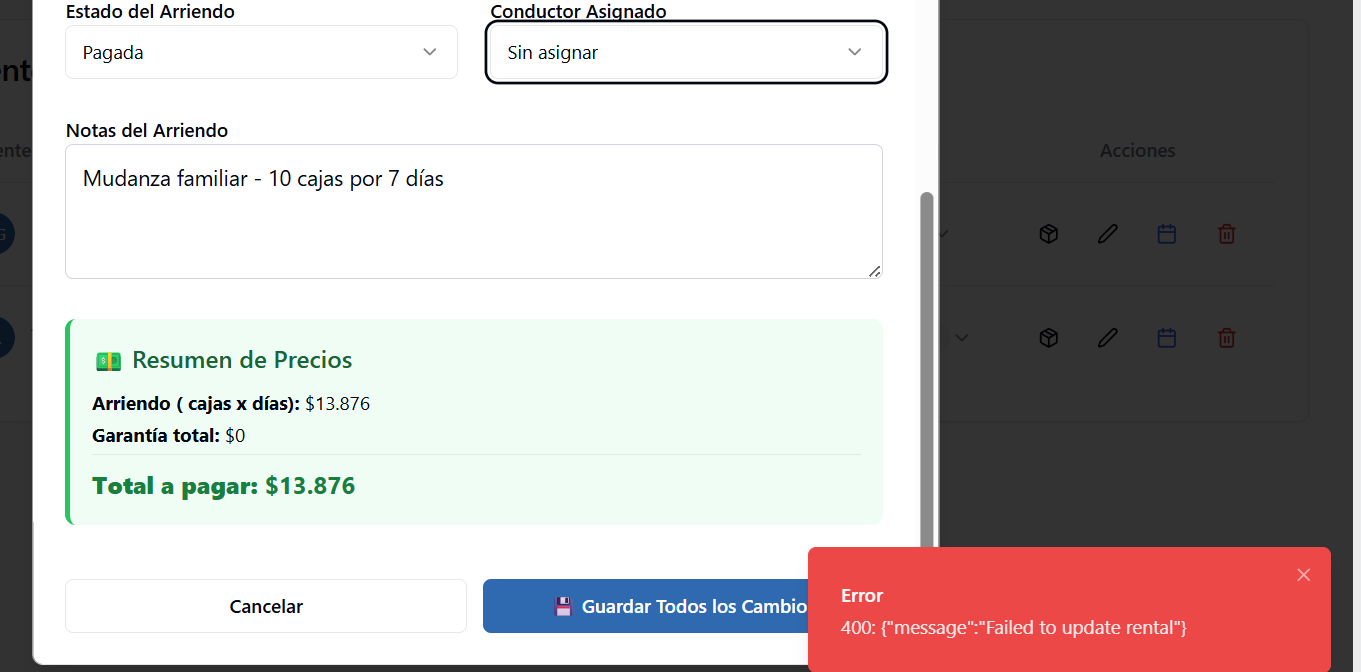 Estado del Arriendo
Conductor Asignado
Pagada
Sin asignar
Notas del Arriendo
Acciones
Mudanza familiar - 10 cajas por 7 días
Resumen de Precios
Arriendo ( cajas x días): $13.876
Garantía total: $0
Total a pagar: $13.876
Cancelar
Guardar Todos los Cambio
Error
400: {"message":"Failed to update rental"}